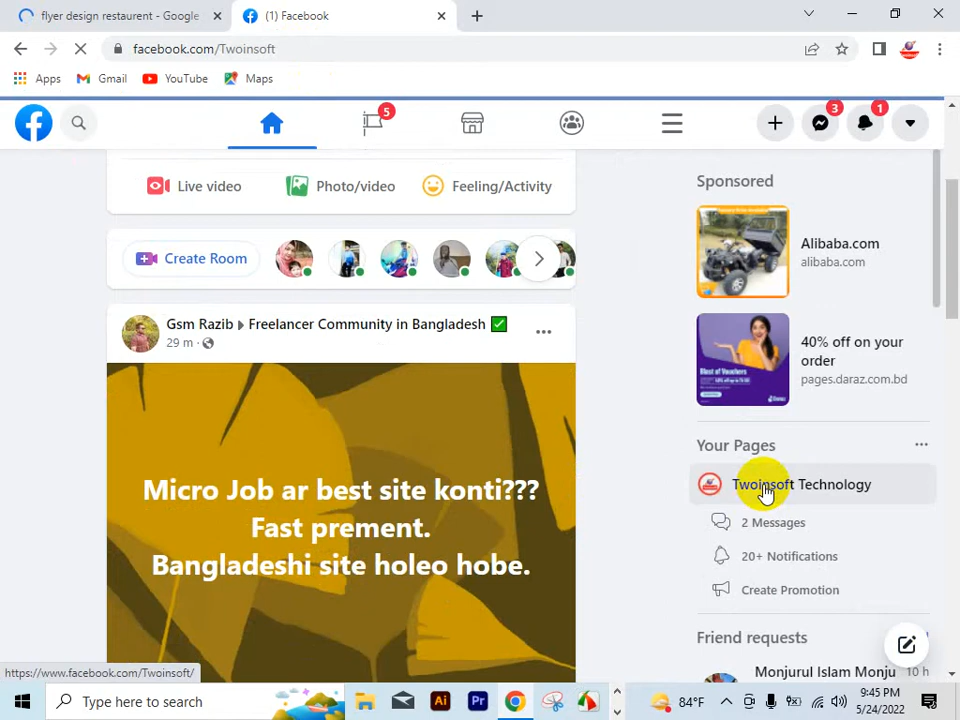 flyer design restaurent - Google
(1) Facebook
facebook.com/Twoinsoft
Apps
Gmail
YouTube
Maps
5
3
1
Live video
Photo/video
Feeling/Activity
Create Room
Gsm Razib
Freelancer Community in Bangladesh
29 m
Micro Job ar best site konti???
Fast prement.
Bangladeshi site holeo hobe.
Sponsored
Alibaba.com
alibaba.com
40% off on your
order
pages.daraz.com.bd
Your Pages
Twoinsoft Technology
2 Messages
20+ Notifications
Create Promotion
Friend requests
Monjurul Islam Monju
10 h
https://www.facebook.com/Twoinsoft/
Type here to search
Ai
Pr
84°F
9:45 PM
5/24/2022